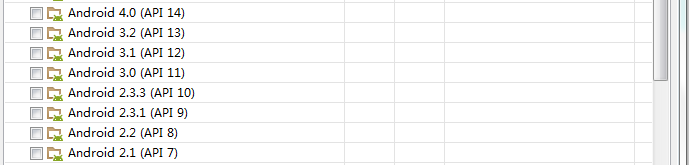 Android 4.0 (API 14)
Android 3.2 (API 13)
Android 3.1 (API 12)
Android 3.0 (API 11)
Android 2.3.3 (API 10)
Android 2.3.1 (API 9)
Android 2.2 (API 8)
Android 2.1 (API 7)